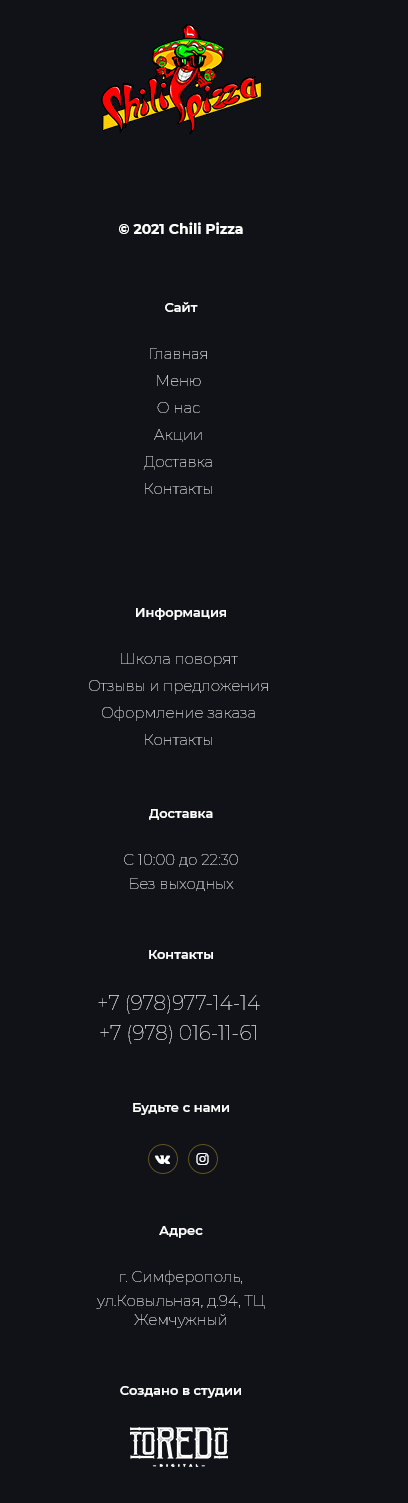 Chili pizza
© 2021 Chili Pizza
Сайт
Главная
Меню
О нас
Акции
Доставка
Контакты
Информация
Школа поворят
Отзывы и предложения
Оформление заказа
Контакты
Доставка
С 10:00 до 22:30
Без выходных
Контакты
+7 (978)977-14-14
+7 (978) 016-11-61
Будьте с нами
Адрес
г. Симферополь,
ул.Ковыльная, д.94, ТЦ
Жемчужный
Создано в студии
TOREDO
DIGITAL